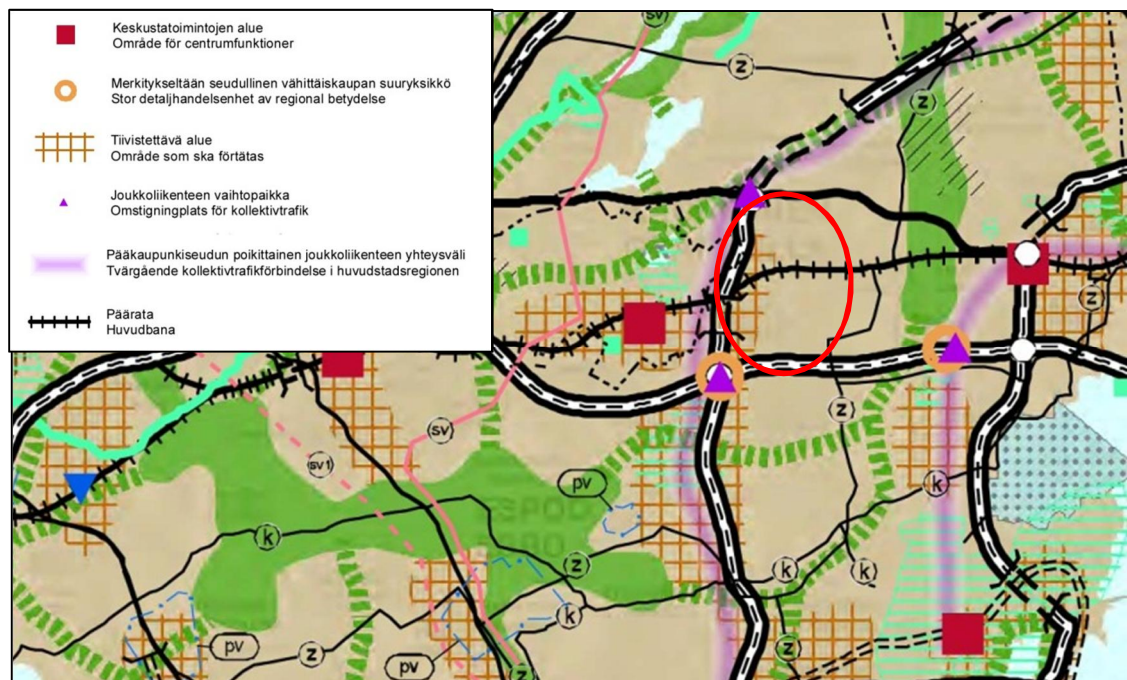 Keskustatoimintojen alue
Område för centrumfunktioner
Merkitykseltään seudullinen vähittäiskaupan suuryksikkö
Stor detaljhandelsenhet av regional betydelse
Tiivistettävä alue
Område som ska förtätas
Joukkoliikenteen vaihtopaikka
Omstigningplats för kollektivtrafik
Pääkaupunkiseudun poikittainen joukkoliikenteen yhteysväli
Tvärgående kollektivtrafikförbindelse i huvudstadsregionen
Päärata
Huvudbana
sv
z
z
z
z
sv
sv1
pv
k
k
ESPOO
z
k
k
z
k
pv
z
pv
z
z